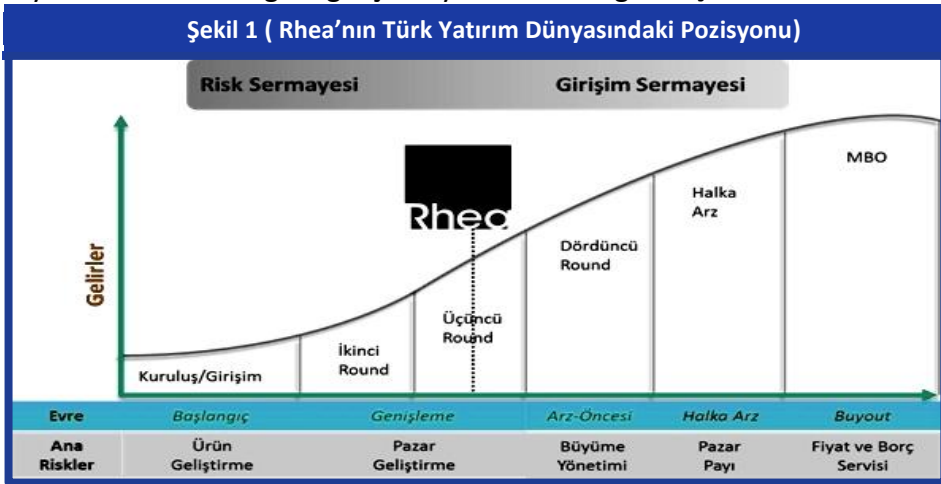 Şekil 1 ( Rhea’nın Türk Yatırım Dünyasındaki Pozisyonu)
Risk Sermayesi Girişim Sermayesi
MBO
Halka
Arz
Rhea
Dördüncü
Round
Gelirler
Üçüncü
Round
İkinci
Round
Kuruluş/Girişim
Evre Başlangıç Genişleme Arz-Öncesi Halka Arz Buyout
Ana Riskler Ürün Geliştirme Pazar Geliştirme Büyüme Yönetimi Pazar Payı Fiyat ve Borç Servisi